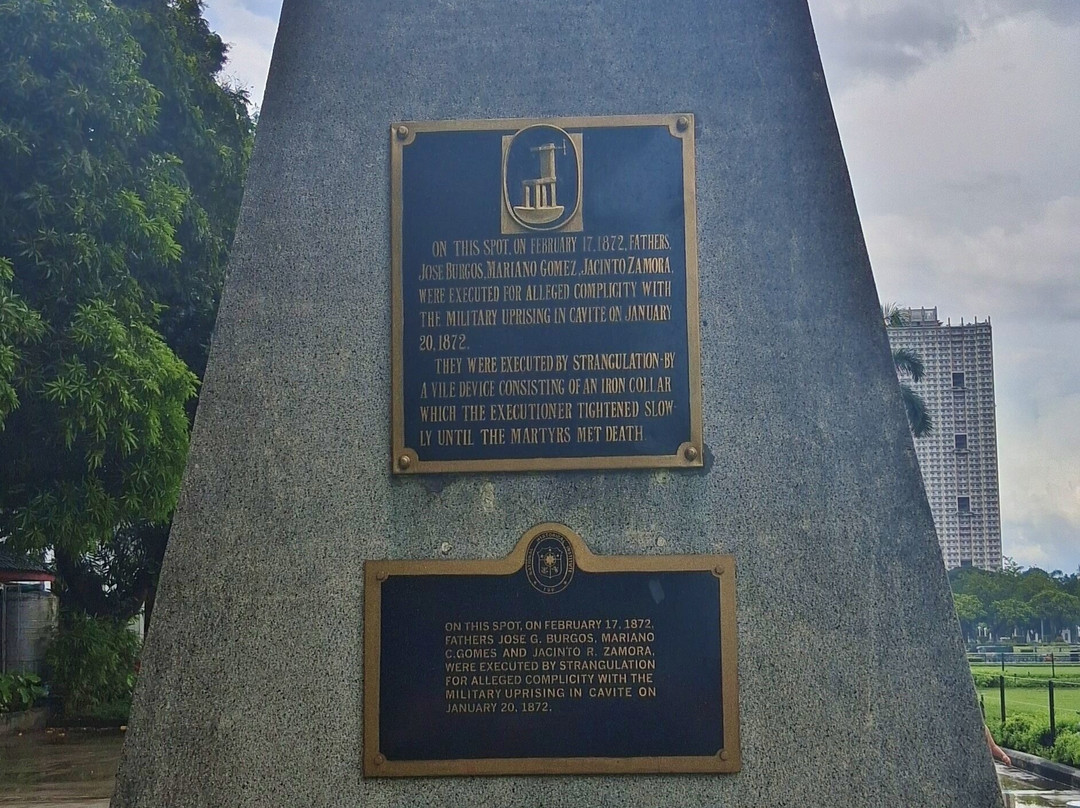 ON THIS SPOT, ON FEBRUARY 17, 1872, FATHERS,
JOSE BURGOS, MARIANO GOMEZ, JACINTO ZAMORA,
WERE EXECUTED FOR ALLEGED COMPLICITY WITH
THE MILITARY UPRISING IN CAVITE ON JANUARY
20, 1872.
THEY WERE EXECUTED BY STRANGULATION-BY
A VILE DEVICE CONSISTING OF AN IRON COLLAR
WHICH THE EXECUTIONER TIGHTENED SLOW-
LY UNTIL THE MARTYRS MET DEATH
ON THIS SPOT, ON FEBRUARY 17, 1872,
FATHERS JOSE G. BURGOS, MARIANO
C.GOMES AND JACINTO R. ZAMORA,
WERE EXECUTED BY STRANGULATION
FOR ALLEGED COMPLICITY WITH THE
MILITARY UPRISING IN CAVITE ON
JANUARY 20, 1872.